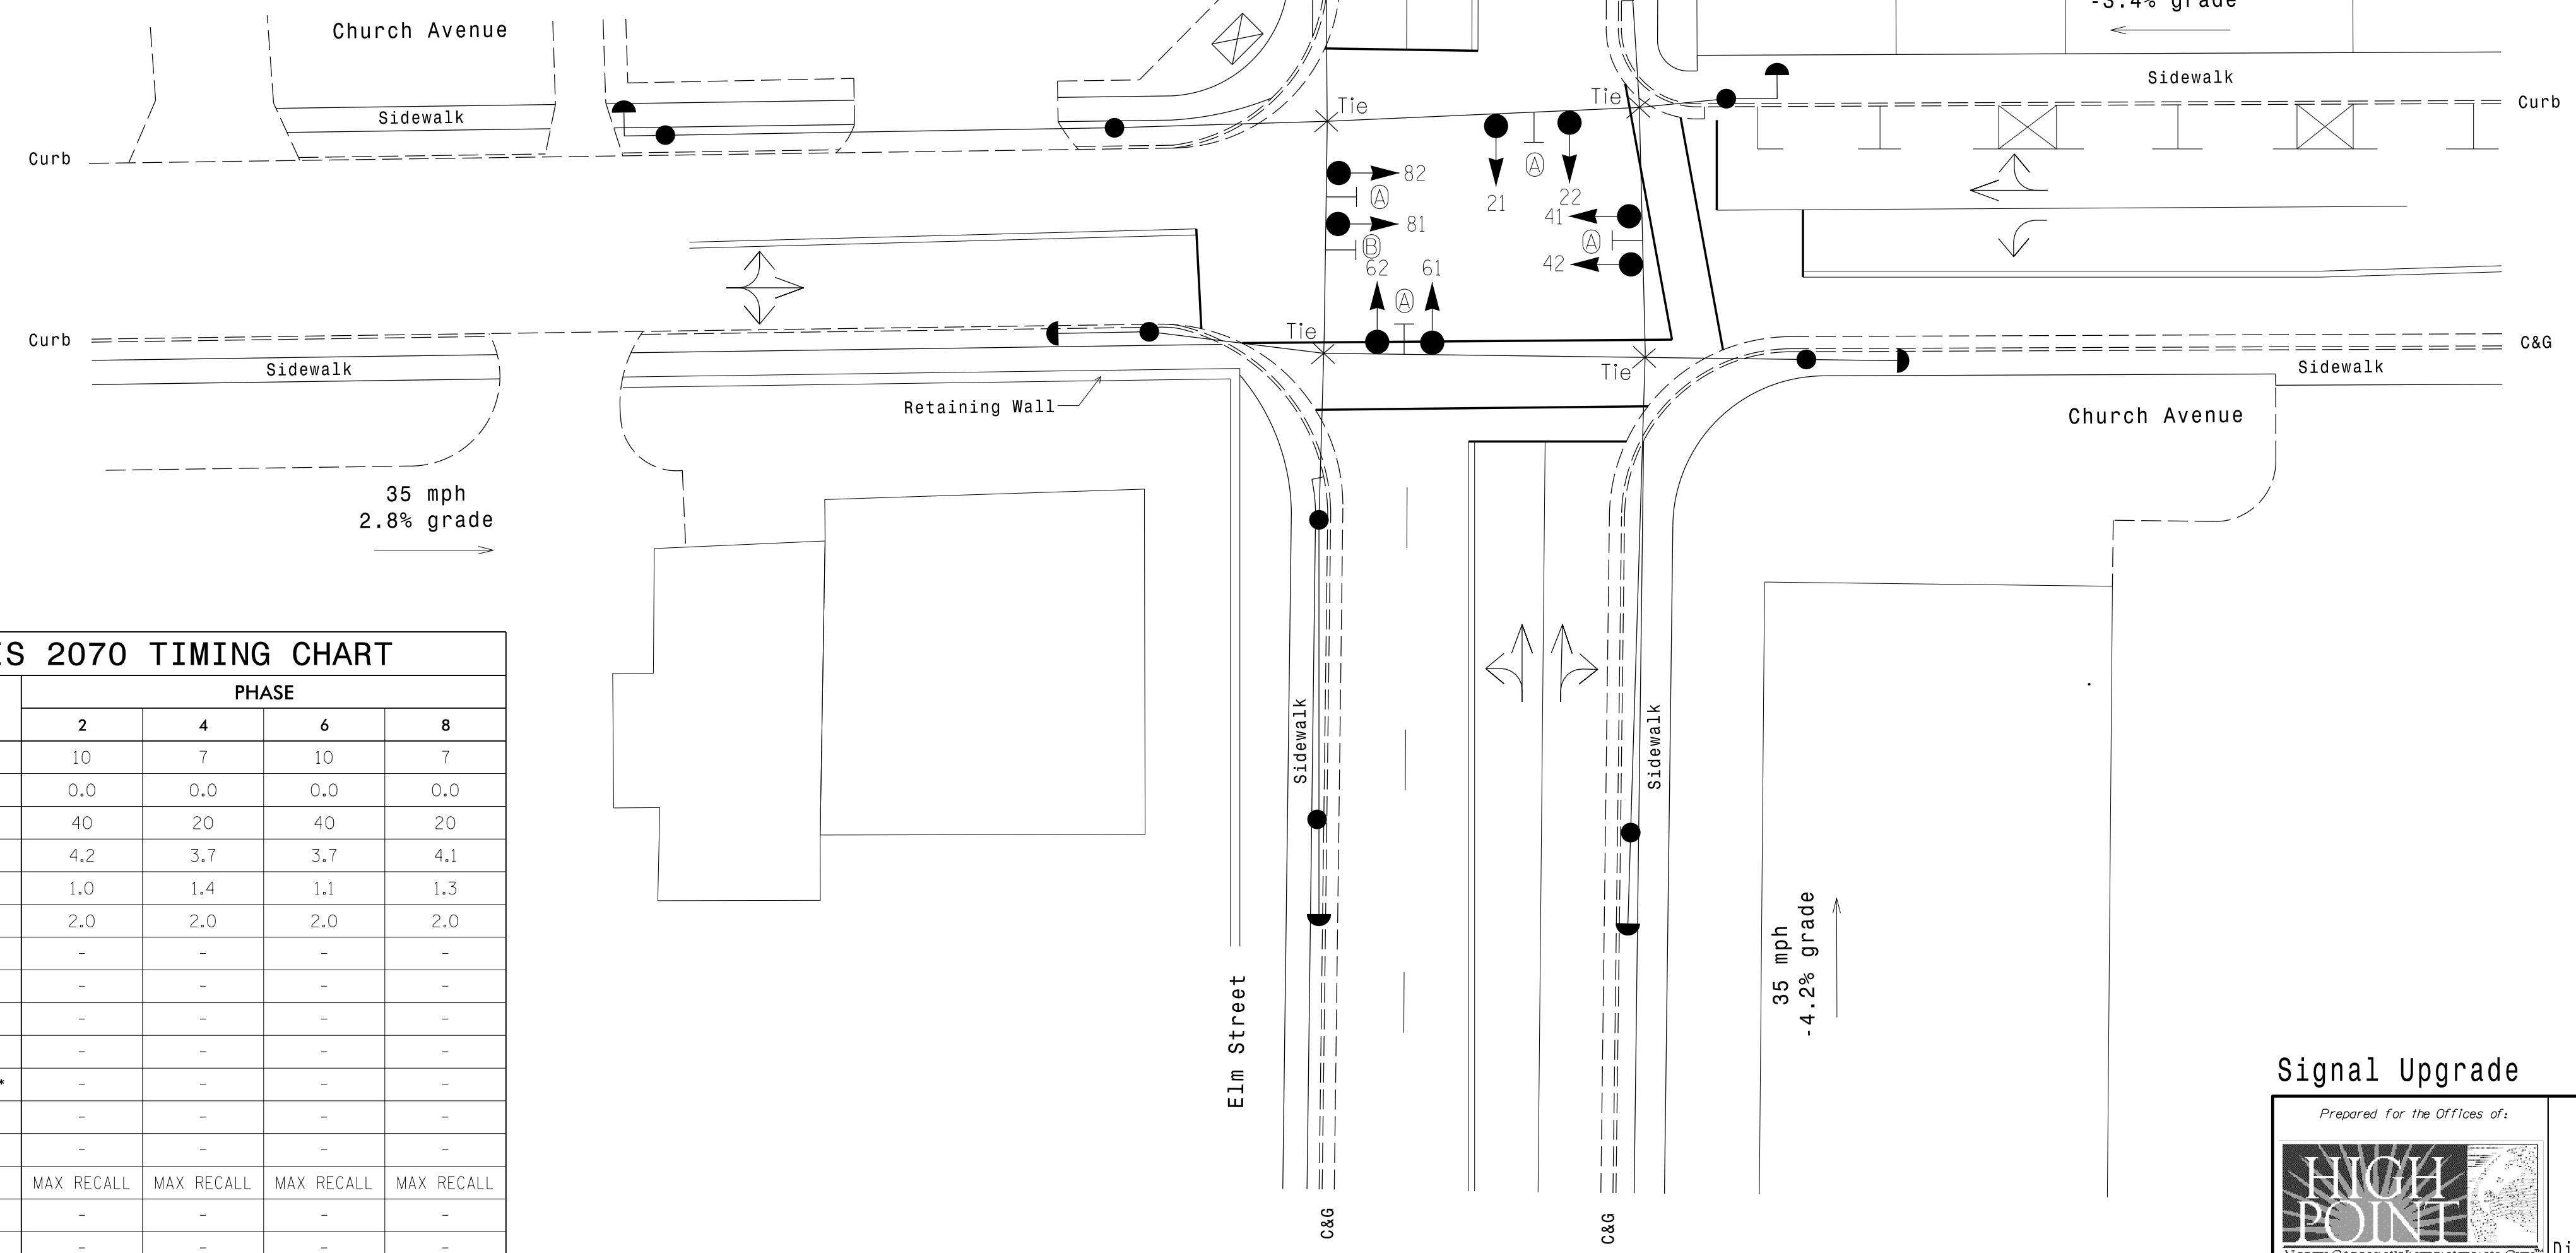 Church Avenue
-3.4% grade
Sidewalk
Curb
Tie
Tie
Sidewalk
Curb
82
A
21
A
22
41
81
B
A
42
62
61
A
Curb
Sidewalk
Tie
Tie
C&G
Sidewalk
Retaining Wall
Church Avenue
35 mph
2.8% grade
2070 TIMING CHART
PHASE
2 4 6 8
10 7 10 7
0.0 0.0 0.0 0.0
40 20 40 20
4.2 3.7 3.7 4.1
1.0 1.4 1.1 1.3
2.0 2.0 2.0 2.0
- - - -
- - - -
- - - -
- - - -
* - - - -
- - - -
- - - -
MAX RECALL MAX RECALL MAX RECALL MAX RECALL
- - - -
- - - -
Sidewalk
Sidewalk
Elm Street
35 mph
-4.2% grade
C&G
C&G
Signal Upgrade
Prepared for the Offices of:
HIGH
POINT